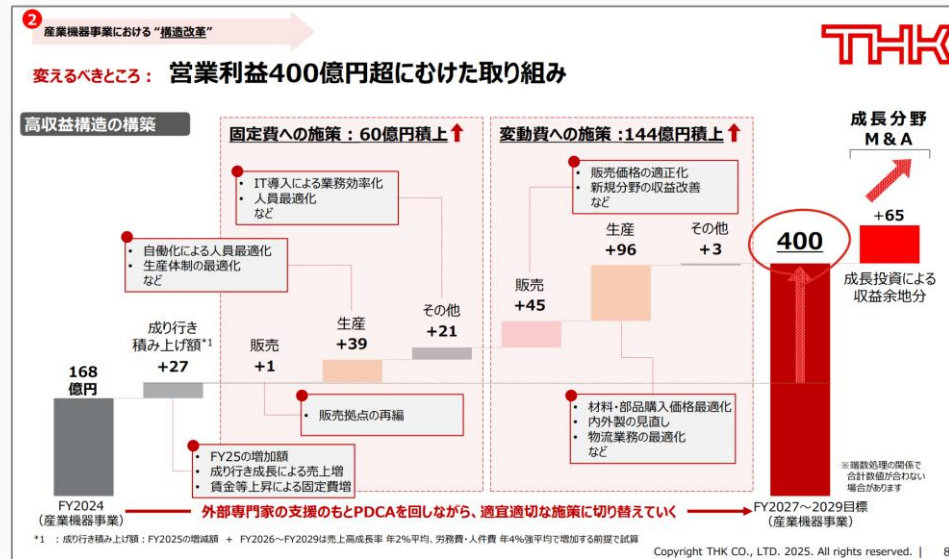 2
産業機器事業における “構造改革”
THK
変えるべきところ： 営業利益400億円超にむけた取り組み
高収益構造の構築
固定費への施策：60億円積上
変動費への施策：144億円積上
成長分野
M&A
• IT導入による業務効率化
• 人員最適化
など
• 販売価格の適正化
• 新規分野の収益改善
など
• 自働化による人員最適化
• 生産体制の最適化
など
168
億円
成り行き
積み上げ額*1
+27
販売
+1
生産
+39
その他
+21
販売
+45
生産
+96
その他
+3
400
+65
成長投資による
収益余地分
• 販売拠点の再編
• FY25の増加額
• 成り行き成長による売上増
• 賃金等上昇による固定費増
• 材料・部品購入価格最適化
• 内外製の見直し
• 物流業務の最適化
など
※端数処理の関係で
合計数値が合わない
場合があります
FY2024
（産業機器事業）
外部専門家の支援のもとPDCAを回しながら、適宜適切な施策に切り替えていく
FY2027～2029目標
（産業機器事業）
*1 ：成り行き積み上げ額：FY2025の増減額 + FY2026～FY2029は売上高成長率 年2%平均、労務費・人件費 年4%強平均で増加する前提で試算
Copyright THK CO., LTD. 2025. All rights reserved. | 8